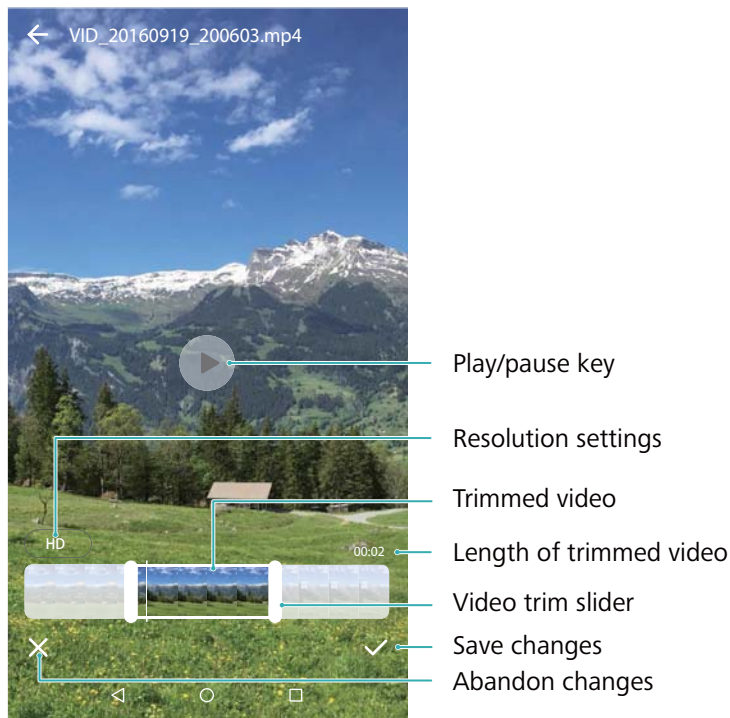 VID_20160919_200603.mp4
Play/pause key
Resolution settings
Trimmed video
HD
00:02
Length of trimmed video
Video trim slider
Save changes
Abandon changes